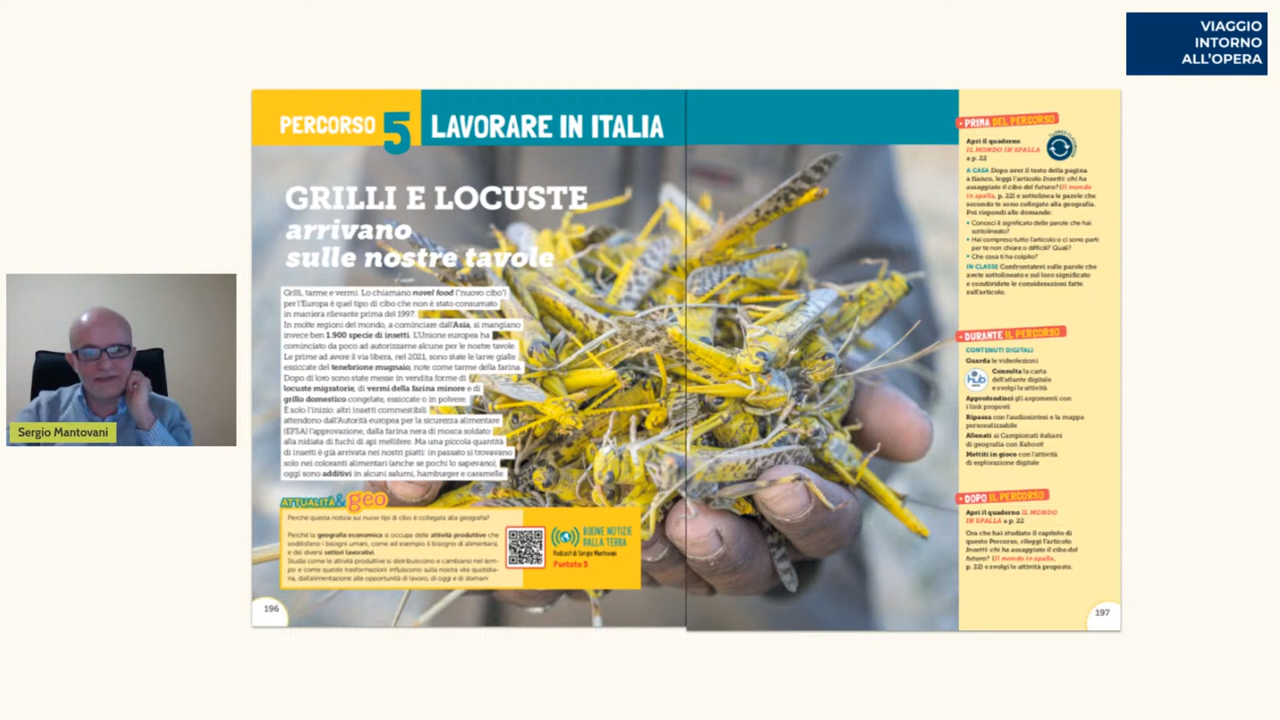 VIAGGIO
INTORNO
ALL'OPERA
PERCORSO 5 LAVORARE IN ITALIA
GRILLI E LOCUSTE
arrivano
sulle nostre tavole
Grilli, tarme e vermi. Lo chiamano novel food ("nuovo cibo")
per l'Europa è quel tipo di cibo che non è stato consumato
in maniera rilevante prima del 1997.
In molte regioni del mondo, a cominciare dall'Asia, si mangiano
invece ben 1.900 specie di insetti. L'Unione europea ha
cominciato da poco ad autorizzarne alcune per le nostre tavole.
Le prime ad avere il via libera, nel 2021, sono state le larve gialle
essiccate del tenebrione mugnaio, note come tarme della farina.
Dopo di loro sono state messe in vendita forme di
locuste migratorie, di vermi della farina minore e di
grillo domestico congelate, essiccate o in polvere.
È solo l'inizio: altri insetti commestibili
attendono dall'Autorità europea per la sicurezza alimentare
(EFSA) l'approvazione, dalla farina nera di mosca soldato
alla nidiata di fuchi di api mellifere. Ma una piccola quantità
di insetti è già arrivata nei nostri piatti: in passato si trovavano
solo nei coloranti alimentari (anche se pochi lo sapevano),
oggi sono additivi in alcuni salumi, hamburger e caramelle.
ATTUALITÀ & geo
Perché questa notizia sui nuovi tipi di cibo è collegata alla geografia?
Perché la geografia economica si occupa delle attività produttive che
soddisfano i bisogni umani, come ad esempio il bisogno di alimentarsi,
e dei diversi settori lavorativi.
Studia come le attività produttive si distribuiscono e cambiano nel tem-
po e come queste trasformazioni influiscono sulla nostra vita quotidia-
na, dall'alimentazione alle opportunità di lavoro, di oggi e di domani
BUONE NOTIZIE
DALLA TERRA
Podcast di Sergio Mantovani
Puntata 5
196
• PRIMA DEL PERCORSO
Apri il quaderno
IL MONDO IN SPALLA
a p. 22
A CASA Dopo aver il testo della pagina
a fianco, leggi l'articolo Insetti: chi ha
assaggiato il cibo del futuro? (Il mondo
in spalla, p. 22) e sottolinea le parole che
secondo te sono collegate alla geografia.
Poi rispondi alle domande:
• Conosci il significato delle parole che hai
sottolineato?
• Hai compreso tutto l'articolo o ci sono parti
per te non chiare o difficili? Quali?
• Che cosa ti ha colpito?
IN CLASSE Confrontatevi sulle parole che
avete sottolineato e sul loro significato
e condividete le considerazioni fatte
sull'articolo.
• DURANTE IL PERCORSO
CONTENUTI DIGITALI
Guarda le videolezioni
hub
Consulta la carta
dell'atlante digitale
e svolgi le attività
Approfondisci gli argomenti con
i link proposti
Ripassa con l'audiosintesi e la mappa
personalizzabile
Allenati ai Campionati italiani
di geografia con Kahoot!
Mettiti in gioco con l'attività
di esplorazione digitale
• DOPO IL PERCORSO
Apri il quaderno IL MONDO
IN SPALLA a p. 22
Ora che hai studiato il capitolo di
questo Percorso, rileggi l'articolo
Insetti: chi ha assaggiato il cibo del
futuro? (Il mondo in spalla,
p. 22) e svolgi le attività proposte.
197
Sergio Mantovani